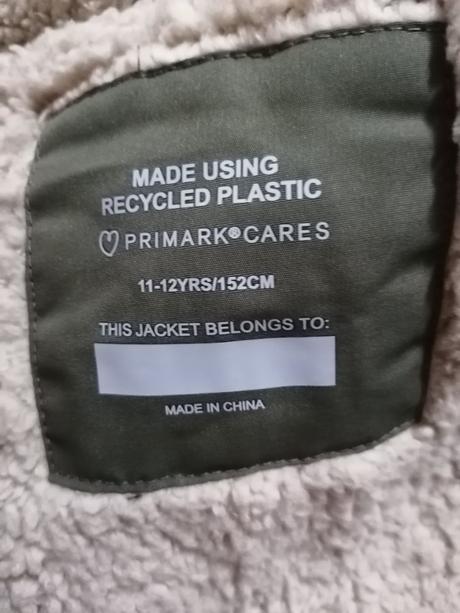 MADE USING
RECYCLED PLASTIC
PRIMARK®CARES
11-12YRS/152CM
THIS JACKET BELONGS TO:
MADE IN CHINA